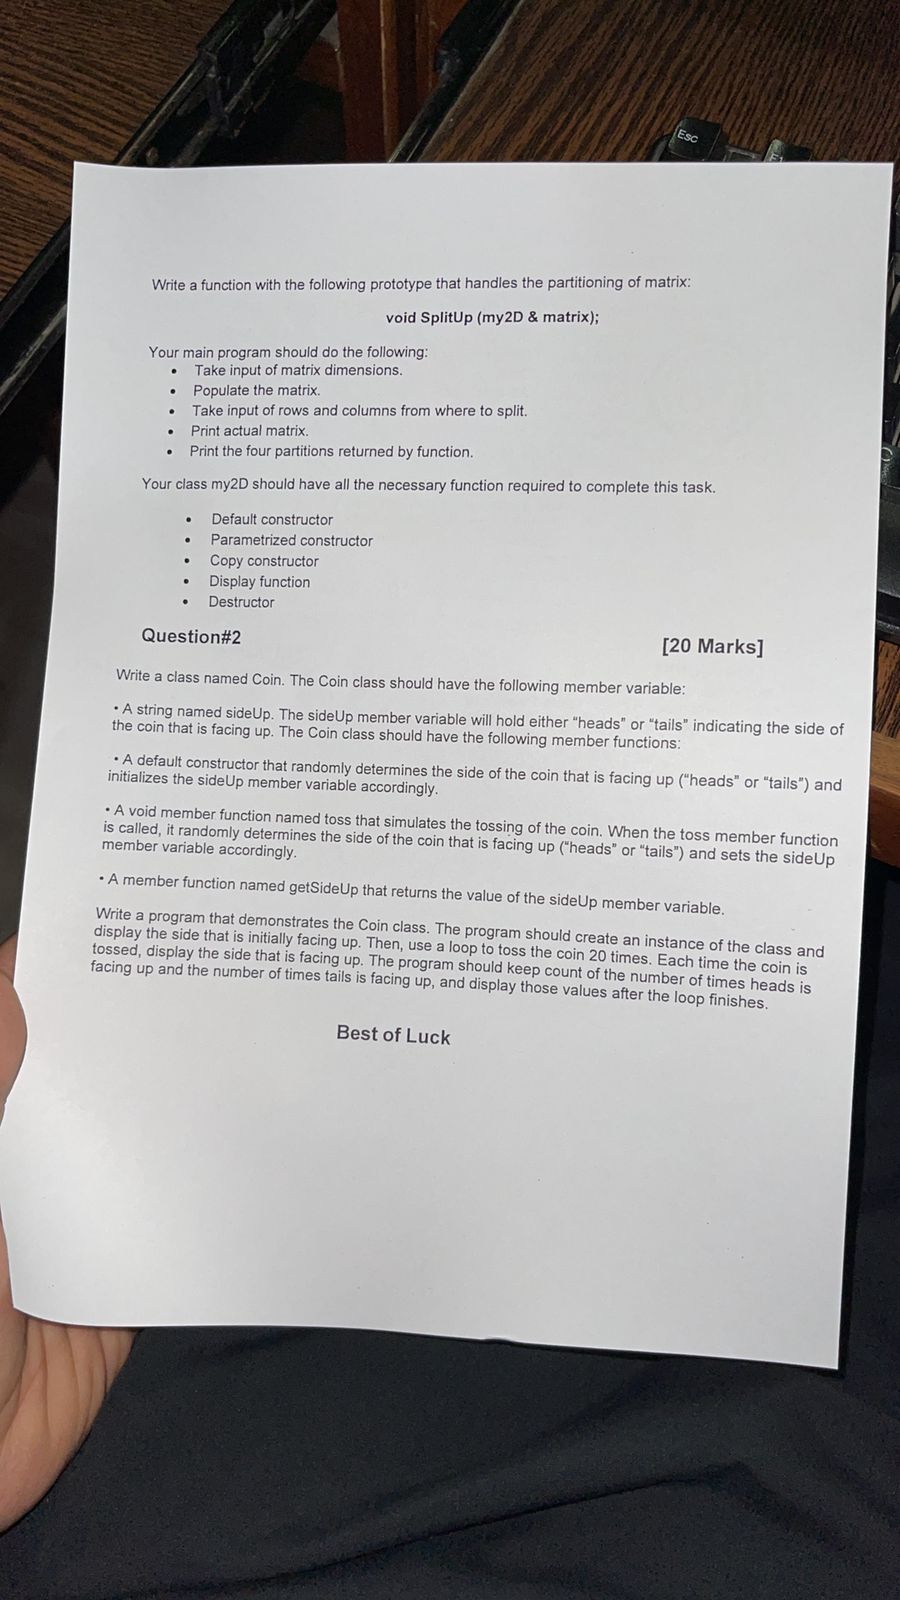 Esc
Write a function with the following prototype that handles the partitioning of matrix:
void SplitUp (my2D & matrix);
Your main program should do the following:
• Take input of matrix dimensions.
• Populate the matrix.
• Take input of rows and columns from where to split.
• Print actual matrix.
• Print the four partitions returned by function.
Your class my2D should have all the necessary function required to complete this task.
• Default constructor
• Parametrized constructor
• Copy constructor
• Display function
• Destructor
Question#2 [20 Marks]
Write a class named Coin. The Coin class should have the following member variable:
• A string named sideUp. The sideUp member variable will hold either “heads” or “tails” indicating the side of
the coin that is facing up. The Coin class should have the following member functions:
• A default constructor that randomly determines the side of the coin that is facing up (“heads” or “tails”) and
initializes the sideUp member variable accordingly.
• A void member function named toss that simulates the tossing of the coin. When the toss member function
is called, it randomly determines the side of the coin that is facing up (“heads” or “tails”) and sets the sideUp
member variable accordingly.
• A member function named getSideUp that returns the value of the sideUp member variable.
Write a program that demonstrates the Coin class. The program should create an instance of the class and
display the side that is initially facing up. Then, use a loop to toss the coin 20 times. Each time the coin is
tossed, display the side that is facing up. The program should keep count of the number of times heads is
facing up and the number of times tails is facing up, and display those values after the loop finishes.
Best of Luck